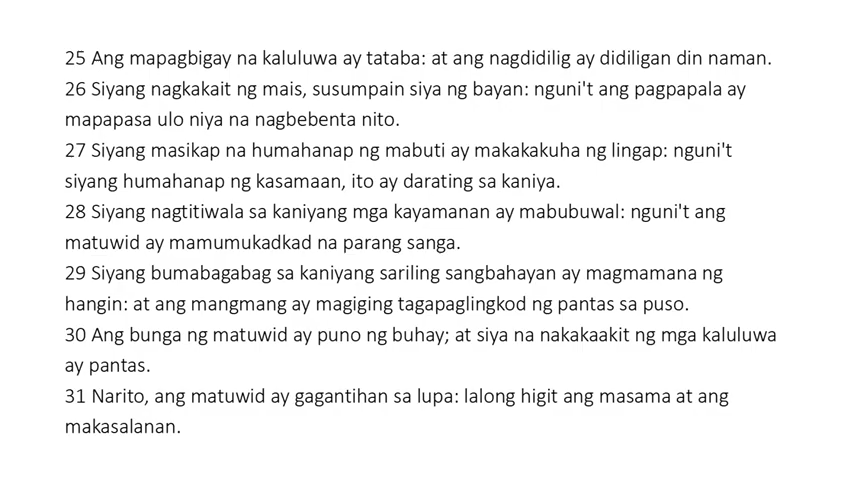 25 Ang mapagbigay na kaluluwa ay tataba: at ang nagdidilig ay didiligan din naman.
26 Siyang nagkakait ng mais, susumpain siya ng bayan: nguni't ang pagpapala ay
mapapasa ulo niya na nagbebenta nito.
27 Siyang masikap na humahanap ng mabuti ay makakakuha ng lingap: nguni't
siyang humahanap ng kasamaan, ito ay darating sa kaniya.
28 Siyang nagtitiwala sa kaniyang mga kayamanan ay mabubuwal: nguni't ang
matuwid ay mamumukadkad na parang sanga.
29 Siyang bumabagabag sa kaniyang sariling sangbahayan ay magmamana ng
hangin: at ang mangmang ay magiging tagapaglingkod ng pantas sa puso.
30 Ang bunga ng matuwid ay puno ng buhay; at siya na nakakaakit ng mga kaluluwa
ay pantas.
31 Narito, ang matuwid ay gagantihan sa lupa: lalong higit ang masama at ang
makasalanan.